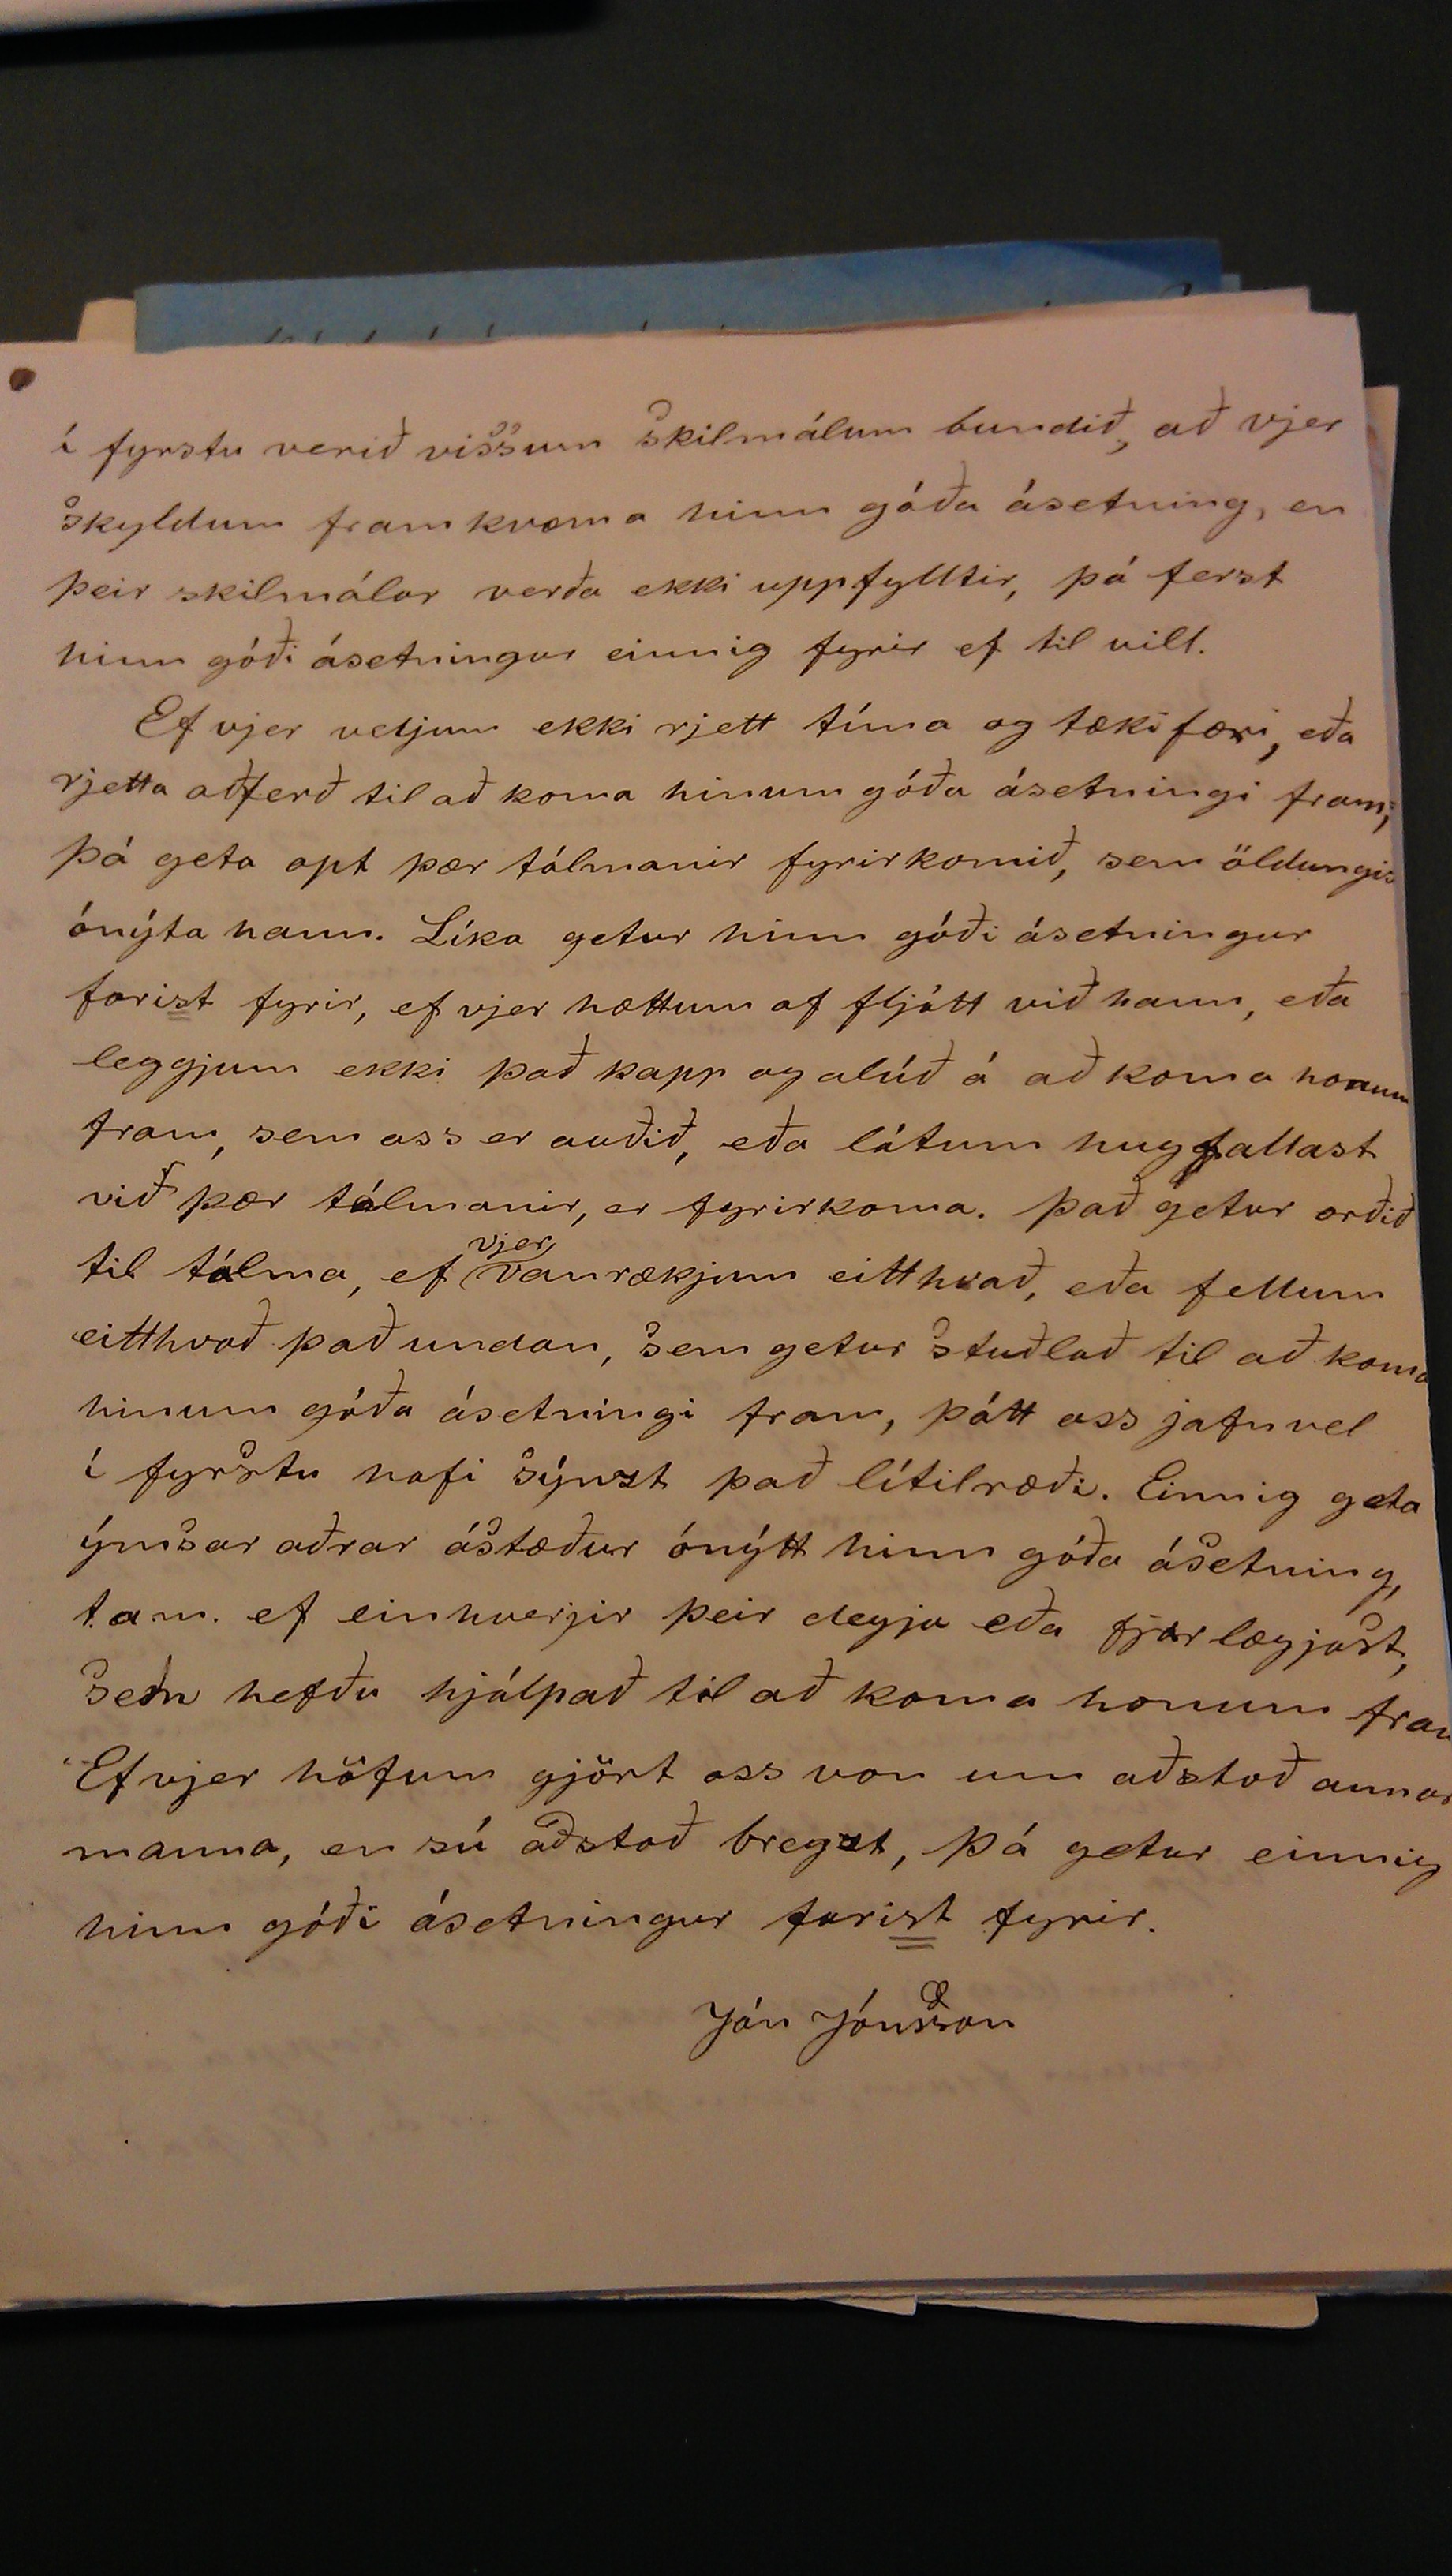 í fyrstu verið vissum skilmálum bundið, að vjer
skyldum framkvæma hinn góða ásetning, en
þeir skilmálar verða ekki uppfylltir, þá ferst
hinn góði ásetningur einnig fyrir ef til vill.
Ef vjer veljum ekki rjett tíma og tækifæri, eða
rjetta aðferð til að koma hinum góða ásetningi fram,
þá geta opt þær tálmanir fyrirkomið, sem öldungis
ónýta hann. Líka getur hinn góði ásetningur
farist fyrir, ef vjer hættum of fljótt við hann, eða
leggjum ekki það kapp og alúð á að koma honum
fram, sem oss er auðið, eða látum hugfallast
við þær tálmanir, er fyrirkoma. Það getur orðið
til tálma, ef vjer vanrækjum eitthvað, eða fellum
eitthvað það undan, sem getur stuðlað til að koma
hinum góða ásetningi fram, þótt oss jafnvel
í fyrstu hafi sýnzt það lítilræði. Einnig geta
ýmsar aðrar ástæður ónýtt hinn góða ásetning,
t.a m. ef einhverjir þeir deyja eða fjarlægjast,
sem hefðu hjálpað til að koma honum fram
Ef vjer höfum gjört oss von um aðstoð annar
manna, en sú aðstoð bregzt, þá getur einnig
hinn góði ásetningur farist fyrir.
Jón Jónsson